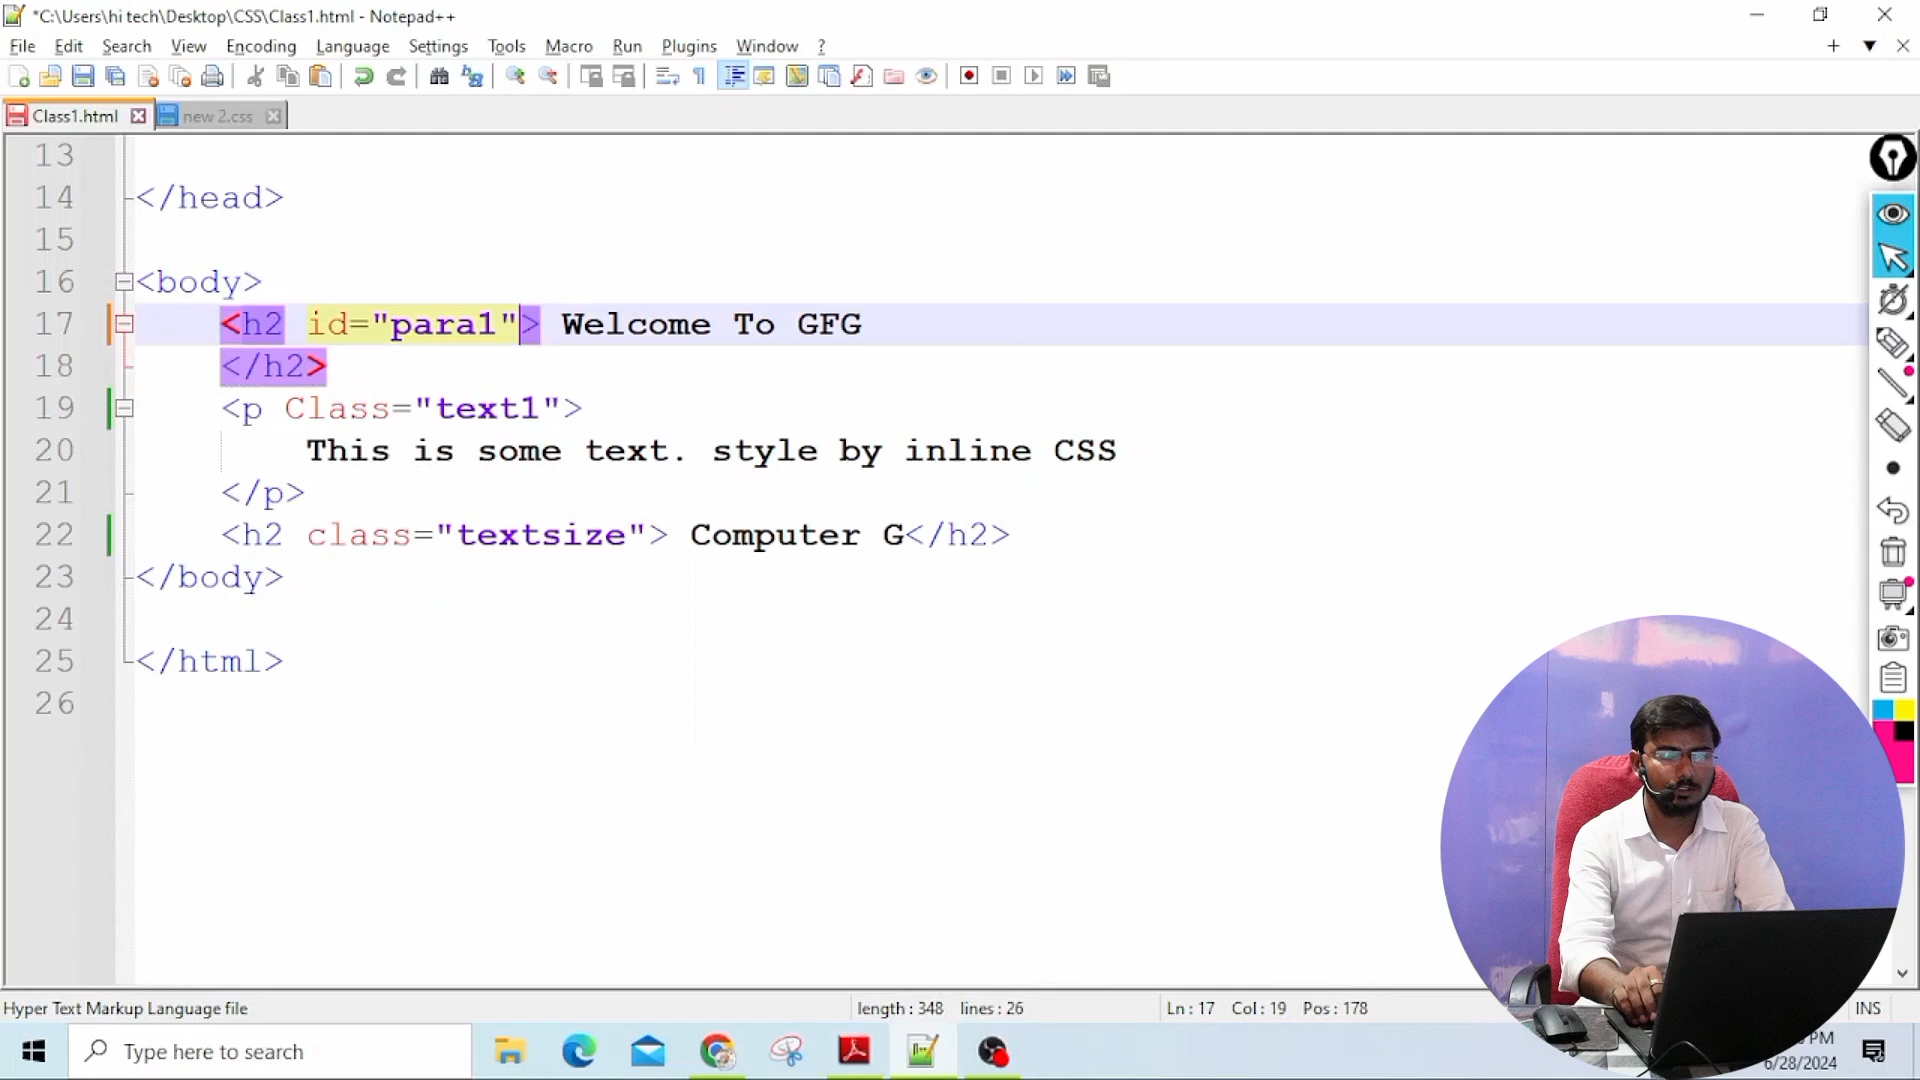 *C:\Users\hi tech\Desktop\CSS\Class1.html - Notepad++
File Edit Search View Encoding Language Settings Tools Macro Run Plugins Window ?
Class1.html new 2.css
13
14 </head>
15
16 <body>
17 <h2 id="para1"> Welcome To GFG
18 </h2>
19 <p Class="text1">
20 This is some text. style by inline CSS
21 </p>
22 <h2 class="textsize"> Computer G</h2>
23 </body>
24
25 </html>
26
Hyper Text Markup Language file length : 348 lines : 26 Ln : 17 Col : 19 Pos : 178 INS
Type here to search
PM
6/28/2024